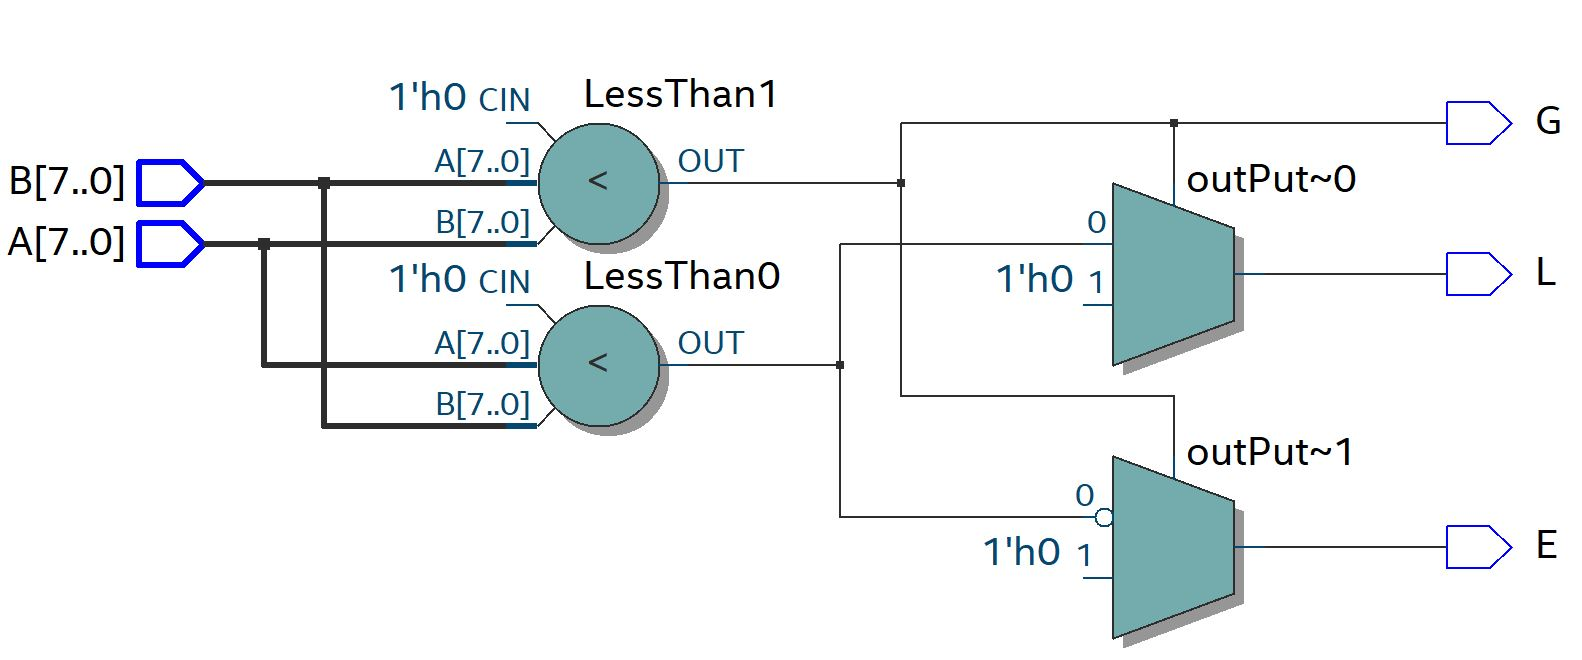 1'h0 CIN LessThan1
A[7..0] OUT
B[7..0] < G
B[7..0] outPut~0
A[7..0] 0
1'h0 CIN LessThan0
1'h0 1 L
A[7..0] OUT
<
B[7..0]
outPut~1
0
1'h0 1 E